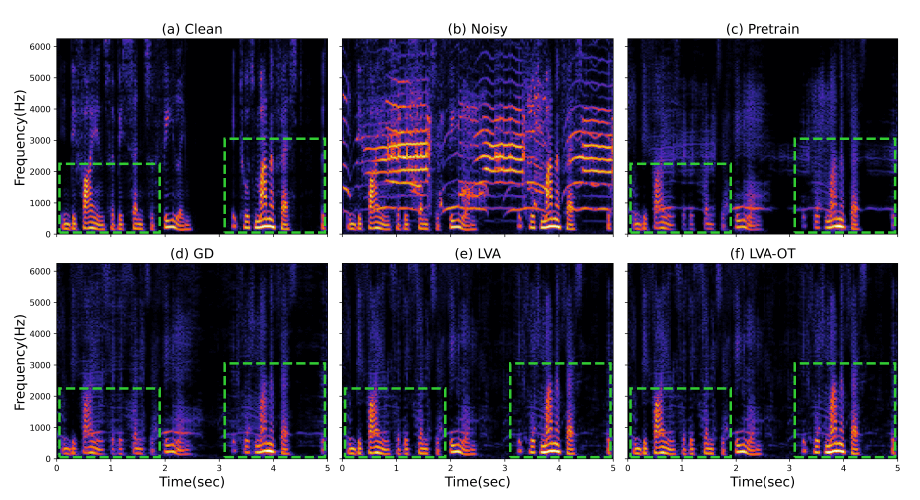 (a) Clean
(b) Noisy
(c) Pretrain
Frequency(Hz)
6000
5000
4000
3000
2000
1000
0
(d) GD
(e) LVA
(f) LVA-OT
Frequency(Hz)
6000
5000
4000
3000
2000
1000
0
0 1 2 3 4 5
0 1 2 3 4 5
0 1 2 3 4 5
Time(sec)
Time(sec)
Time(sec)